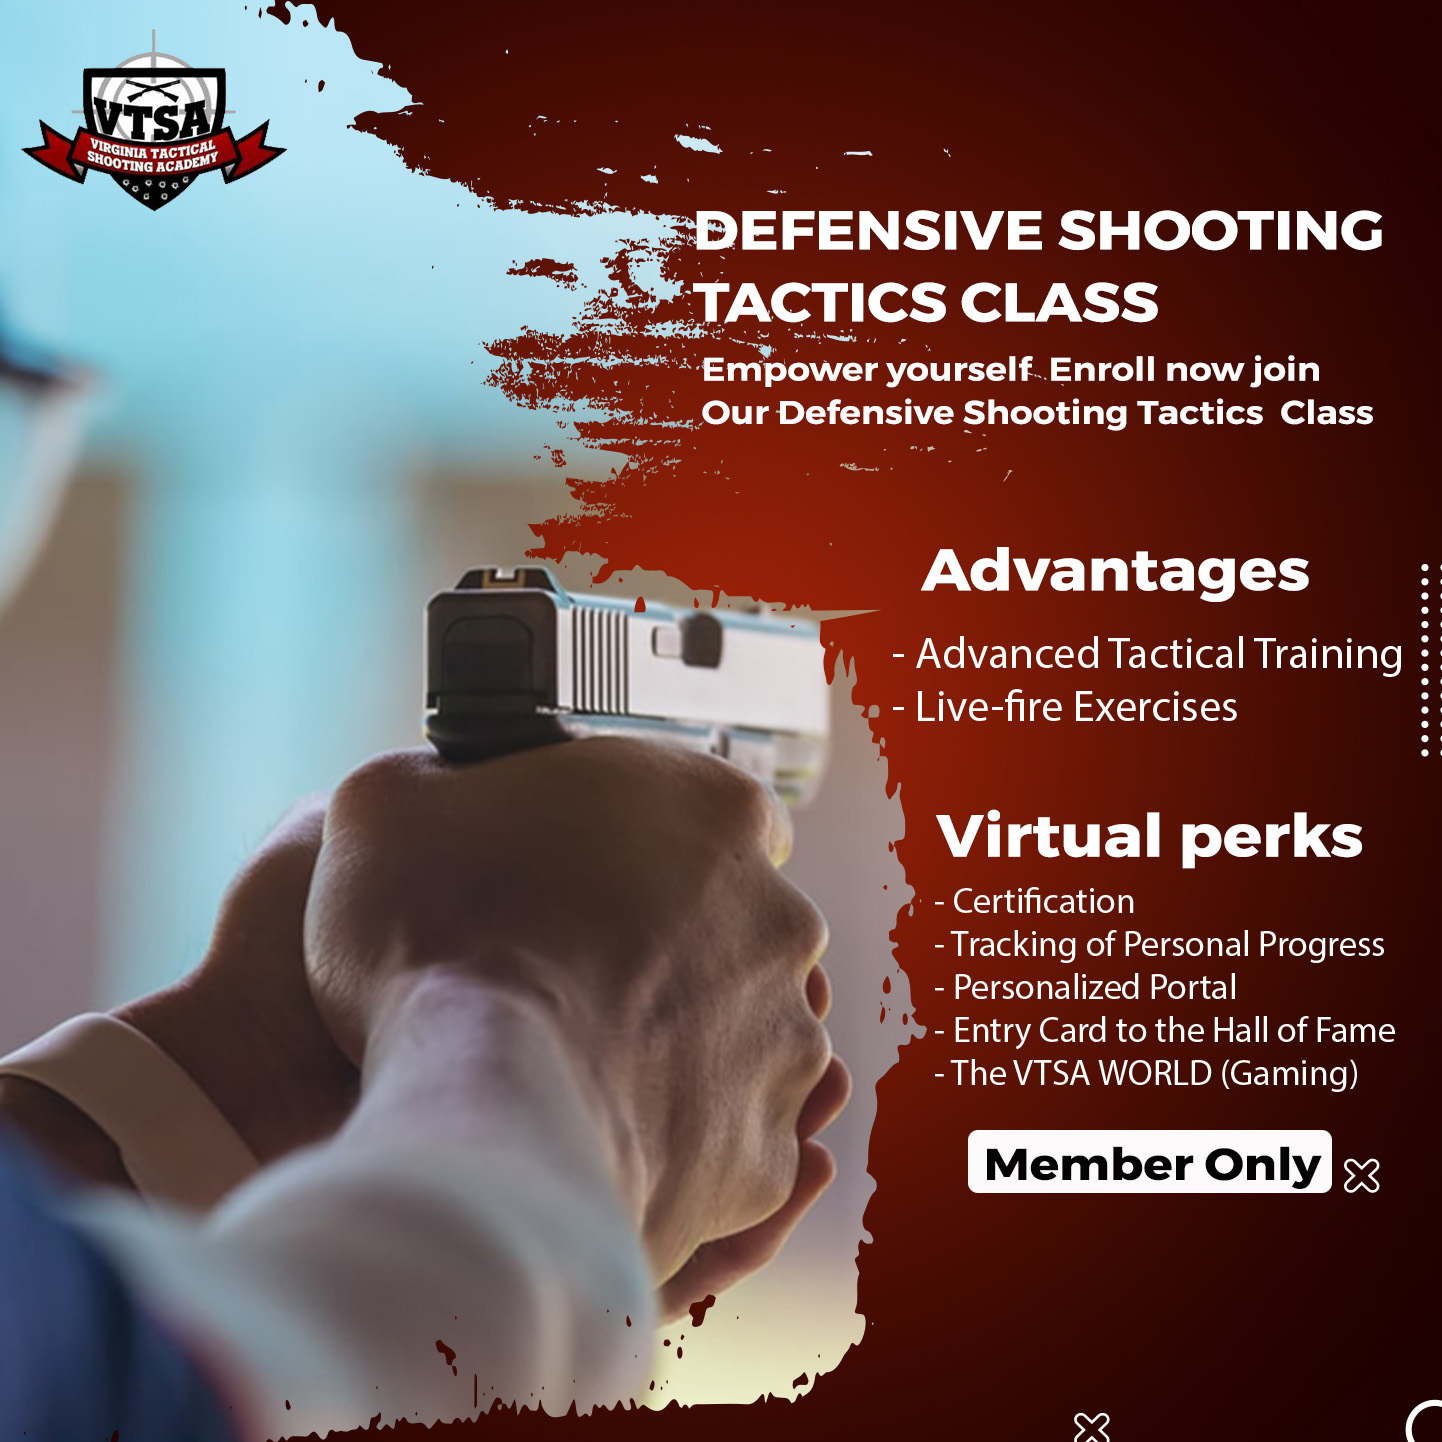 VTSA
VIRGINIA TACTICAL
SHOOTING ACADEMY
DEFENSIVE SHOOTING
TACTICS CLASS
Empower yourself Enroll now join
Our Defensive Shooting Tactics Class
Advantages
- Advanced Tactical Training
- Live-fire Exercises
Virtual perks
- Certification
- Tracking of Personal Progress
- Personalized Portal
- Entry Card to the Hall of Fame
- The VTSA WORLD (Gaming)
Member Only